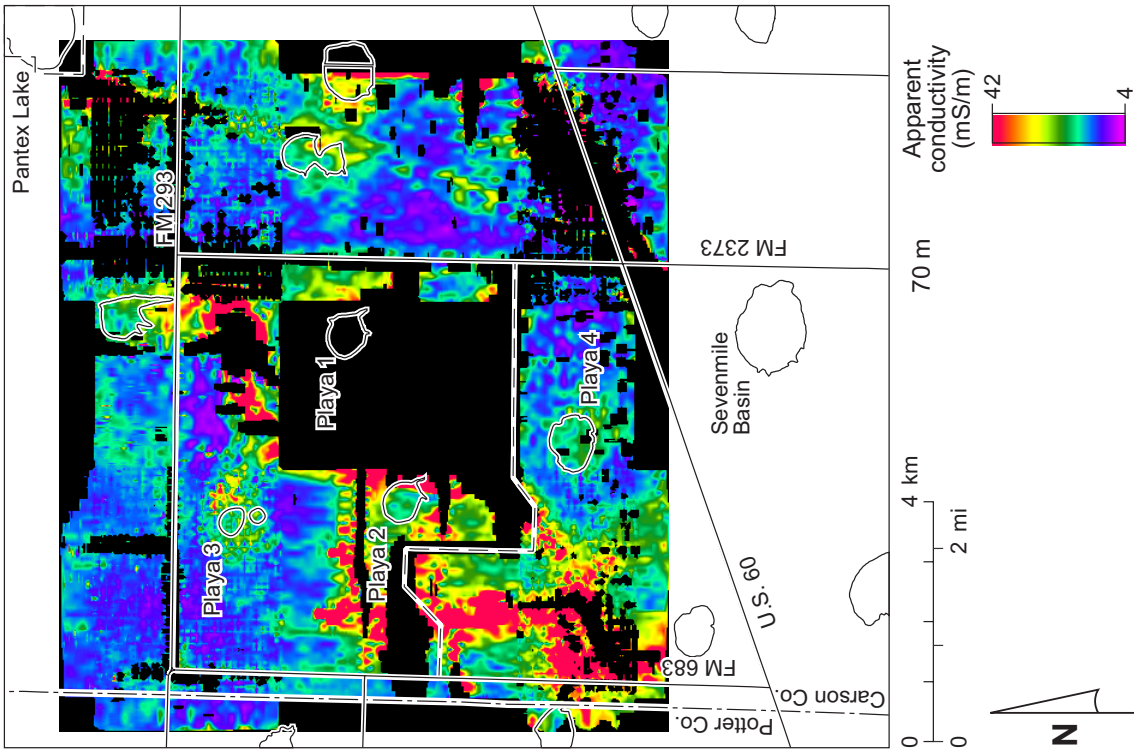 Pantex Lake
FM 293
Playa 1
Playa 2
Playa 3
Playa 4
FM 2373
Sevenmile
Basin
U.S. 60
FM 683
Potter Co.
Carson Co.
Apparent
conductivity
(mS/m)
42
4
70 m
0 4 km
0 2 mi
N